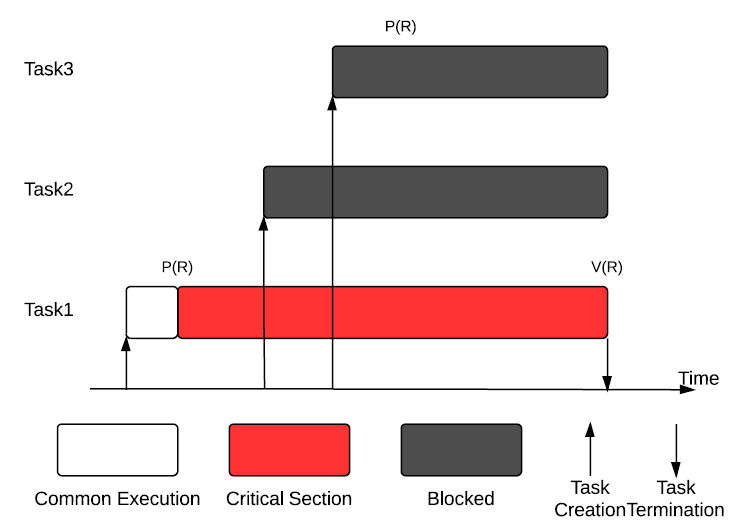 P(R)
Task3
Task2
P(R)
V(R)
Task1
Time
Common Execution
Critical Section
Blocked
Task
Creation
Task
Termination